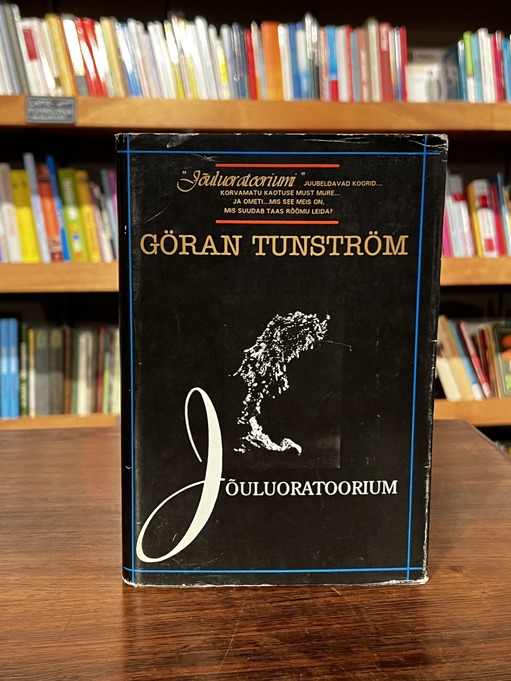 "Jõuluoratooriumi" JUUBELDAVAD KOORID...
KORVAMATU KAOTUSE MUST MURE...
JA OMETI...MIS SEE MEIS ON,
MIS SUUDAB TAAS RÕÕMU LEIDA?
GÖRAN TUNSTRÖM
JÕULUORATOORIUM